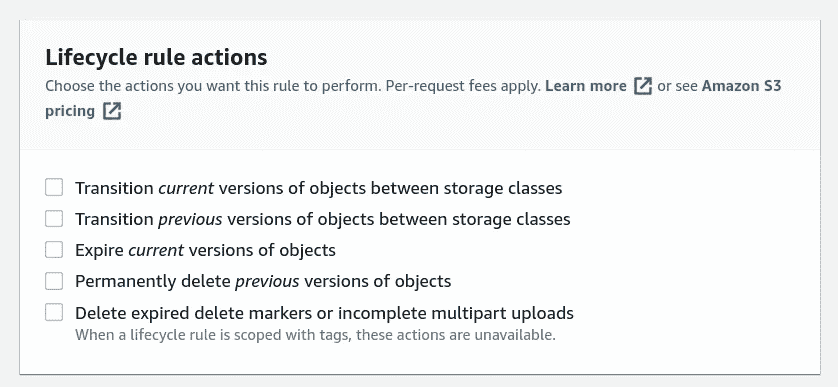 Lifecycle rule actions
Choose the actions you want this rule to perform. Per-request fees apply. Learn more or see Amazon S3
pricing
Transition current versions of objects between storage classes
Transition previous versions of objects between storage classes
Expire current versions of objects
Permanently delete previous versions of objects
Delete expired delete markers or incomplete multipart uploads
When a lifecycle rule is scoped with tags, these actions are unavailable.